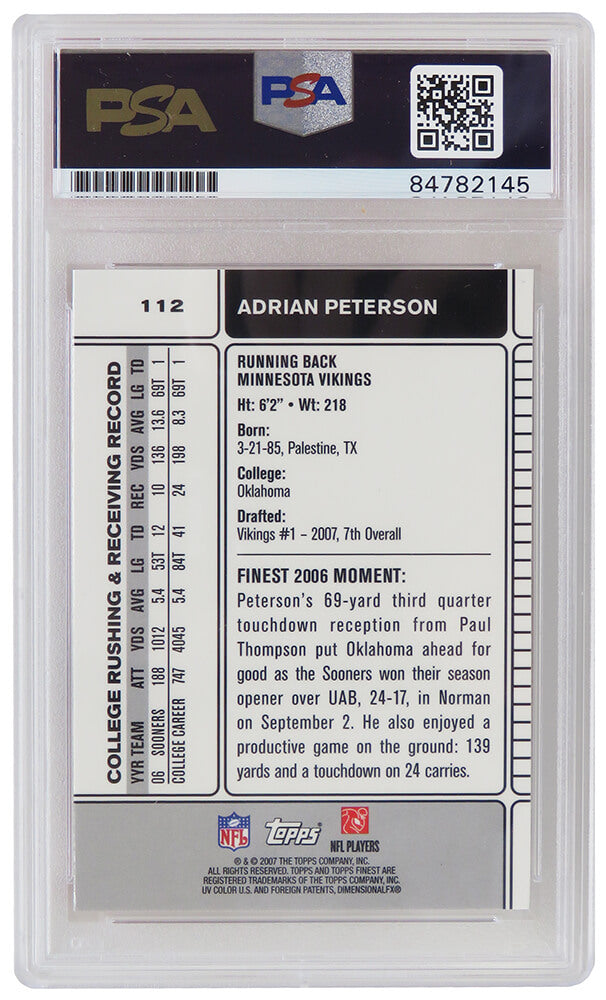 PSA
PSA
84782145
112
ADRIAN PETERSON
COLLEGE RUSHING & RECEIVING RECORD
YYR TEAM ATT YDS AVG LG TD REC YDS AVG LG TD
06 SOONERS 188 1012 5.4 53T 12 10 136 13.6 69T 1
COLLEGE CAREER 747 4045 5.4 84T 41 24 198 8.3 69T 1
RUNNING BACK
MINNESOTA VIKINGS
Ht: 6'2" • Wt: 218
Born:
3-21-85, Palestine, TX
College:
Oklahoma
Drafted:
Vikings #1 – 2007, 7th Overall
FINEST 2006 MOMENT:
Peterson's 69-yard third quarter
touchdown reception from Paul
Thompson put Oklahoma ahead for
good as the Sooners won their season
opener over UAB, 24-17, in Norman
on September 2. He also enjoyed a
productive game on the ground: 139
yards and a touchdown on 24 carries.
NFL
Topps®
NFL PLAYERS
® & © 2007 THE TOPPS COMPANY, INC.
ALL RIGHTS RESERVED. TOPPS AND TOPPS FINEST ARE
REGISTERED TRADEMARKS OF THE TOPPS COMPANY, INC.
UV COLOR U.S. AND FOREIGN PATENTS, DIMENSIONALFX®